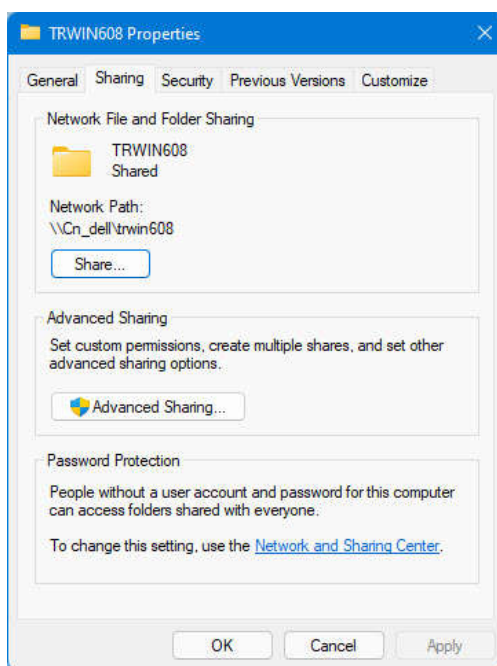 TRWIN608 Properties
General Sharing Security Previous Versions Customize
Network File and Folder Sharing
TRWIN608
Shared
Network Path:
\\Cn_dell\trwin608
Share...
Advanced Sharing
Set custom permissions, create multiple shares, and set other
advanced sharing options.
Advanced Sharing...
Password Protection
People without a user account and password for this computer
can access folders shared with everyone.
To change this setting, use the Network and Sharing Center.
OK Cancel Apply